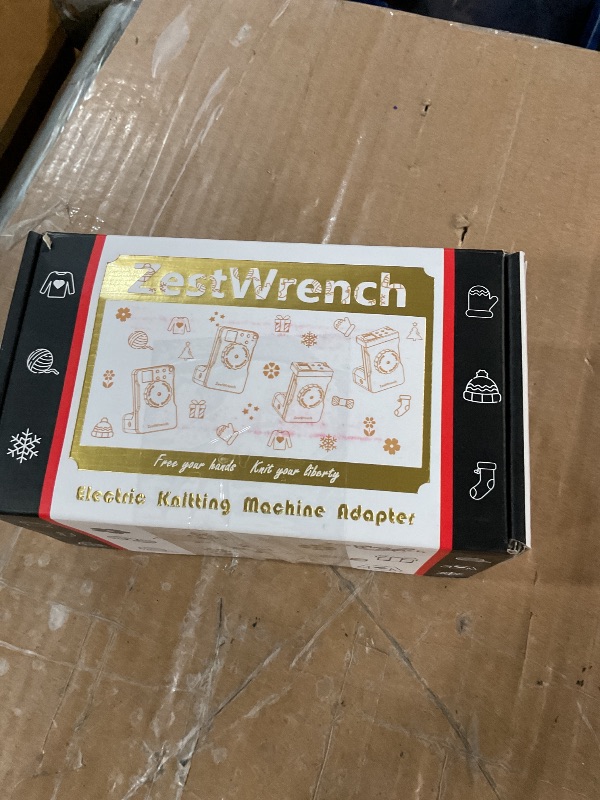 ZestWrench
Free your hands Knit your liberty
Electric Knitting Machine Adapter